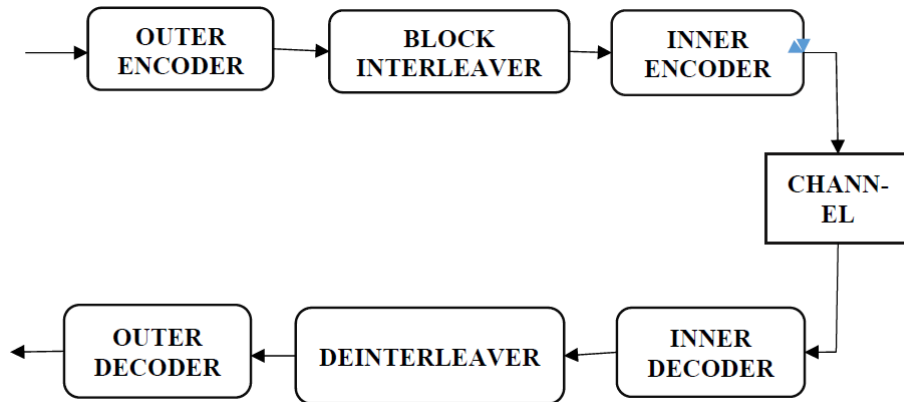 OUTER
ENCODER
BLOCK
INTERLEAVER
INNER
ENCODER
CHANN-
EL
OUTER
DECODER
DEINTERLEAVER
INNER
DECODER